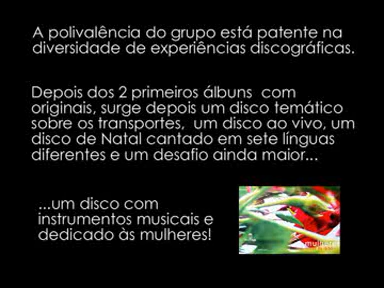 A polivalência do grupo está patente na
diversidade de experiências discográficas.
Depois dos 2 primeiros álbuns com
originais, surge depois um disco temático
sobre os transportes, um disco ao vivo, um
disco de Natal cantado em sete línguas
diferentes e um desafio ainda maior...
...um disco com
instrumentos musicais e
dedicado às mulheres!
mulher